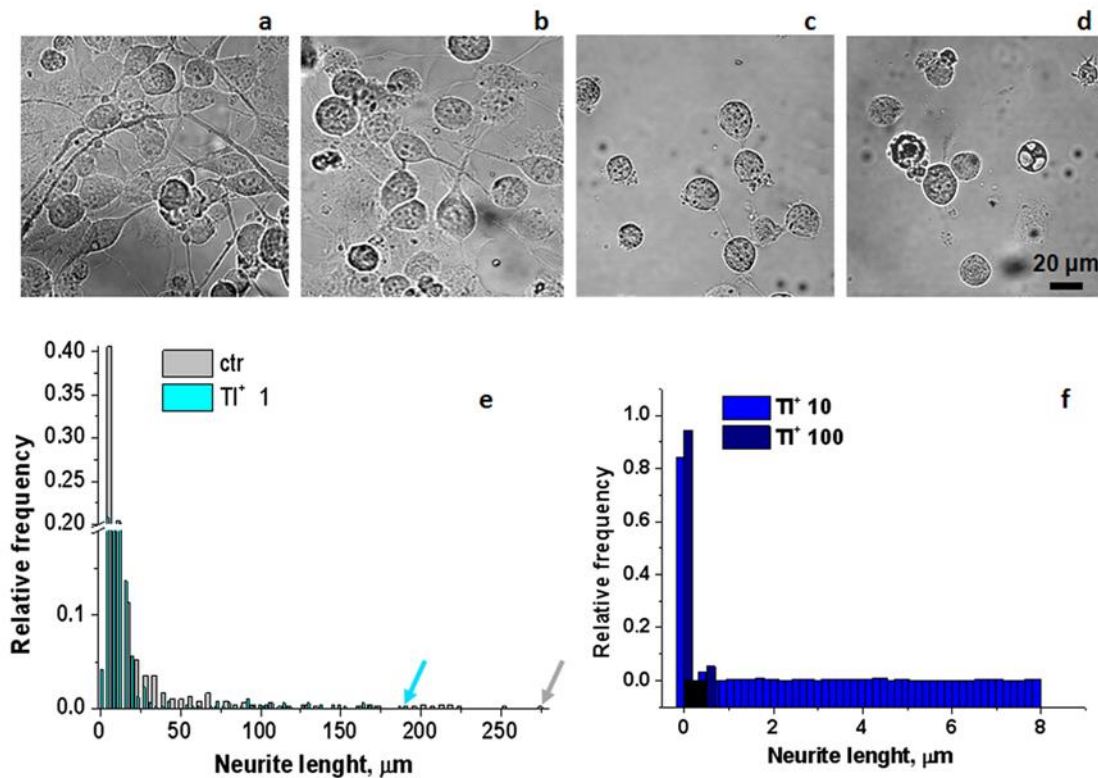 a
b
c
d
20 µm
0.40
0.35
0.30
0.25
0.20
0.1
0.0
Relative frequency
ctr
Tl⁺ 1
e
0
50
100
150
200
250
Neurite lenght, µm
1.0
0.8
0.6
0.4
0.2
0.0
Relative frequency
Tl⁺ 10
Tl⁺ 100
f
0
2
4
6
8
Neurite lenght, µm